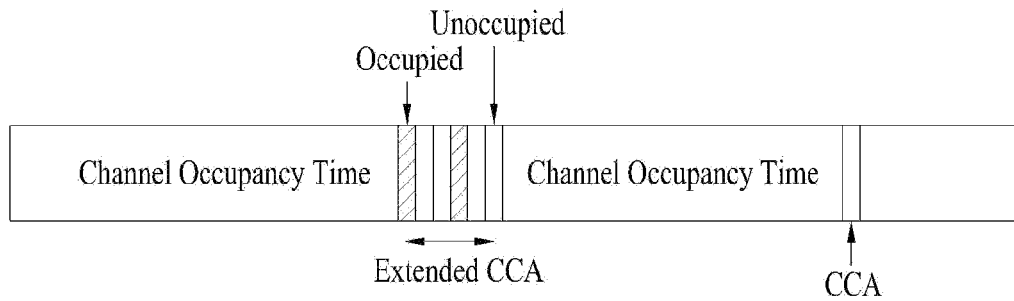 Unoccupied
Occupied
Channel Occupancy Time
Channel Occupancy Time
Extended CCA
CCA